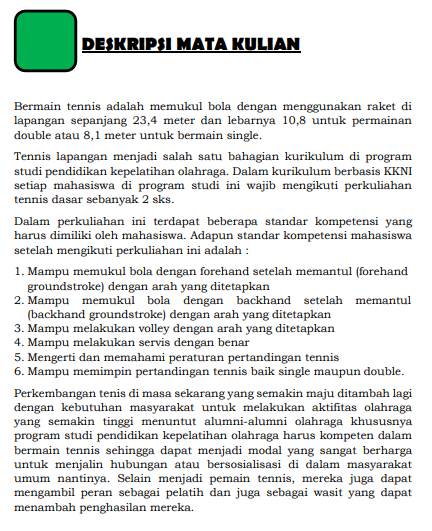 DESKRIPSI MATA KULIAN
Bermain tennis adalah memukul bola dengan menggunakan raket di
lapangan sepanjang 23,4 meter dan lebarnya 10,8 untuk permainan
double atau 8,1 meter untuk bermain single.
Tennis lapangan menjadi salah satu bahagian kurikulum di program
studi pendidikan kepelatihan olahraga. Dalam kurikulum berbasis KKNI
setiap mahasiswa di program studi ini wajib mengikuti perkuliahan
tennis dasar sebanyak 2 sks.
Dalam perkuliahan ini terdapat beberapa standar kompetensi yang
harus dimiliki oleh mahasiswa. Adapun standar kompetensi mahasiswa
setelah mengikuti perkuliahan ini adalah :
1. Mampu memukul bola dengan forehand setelah memantul (forehand
groundstroke) dengan arah yang ditetapkan
2. Mampu memukul bola dengan backhand setelah memantul
(backhand groundstroke) dengan arah yang ditetapkan
3. Mampu melakukan volley dengan arah yang ditetapkan
4. Mampu melakukan servis dengan benar
5. Mengerti dan memahami peraturan pertandingan tennis
6. Mampu memimpin pertandingan tennis baik single maupun double.
Perkembangan tenis di masa sekarang yang semakin maju ditambah lagi
dengan kebutuhan masyarakat untuk melakukan aktifitas olahraga
yang semakin tinggi menuntut alumni-alumni olahraga khususnya
program studi pendidikan kepelatihan olahraga harus kompeten dalam
bermain tennis sehingga dapat menjadi modal yang sangat berharga
untuk menjalin hubungan atau bersosialisasi di dalam masyarakat
umum nantinya. Selain menjadi pemain tennis, mereka juga dapat
mengambil peran sebagai pelatih dan juga sebagai wasit yang dapat
menambah penghasilan mereka.